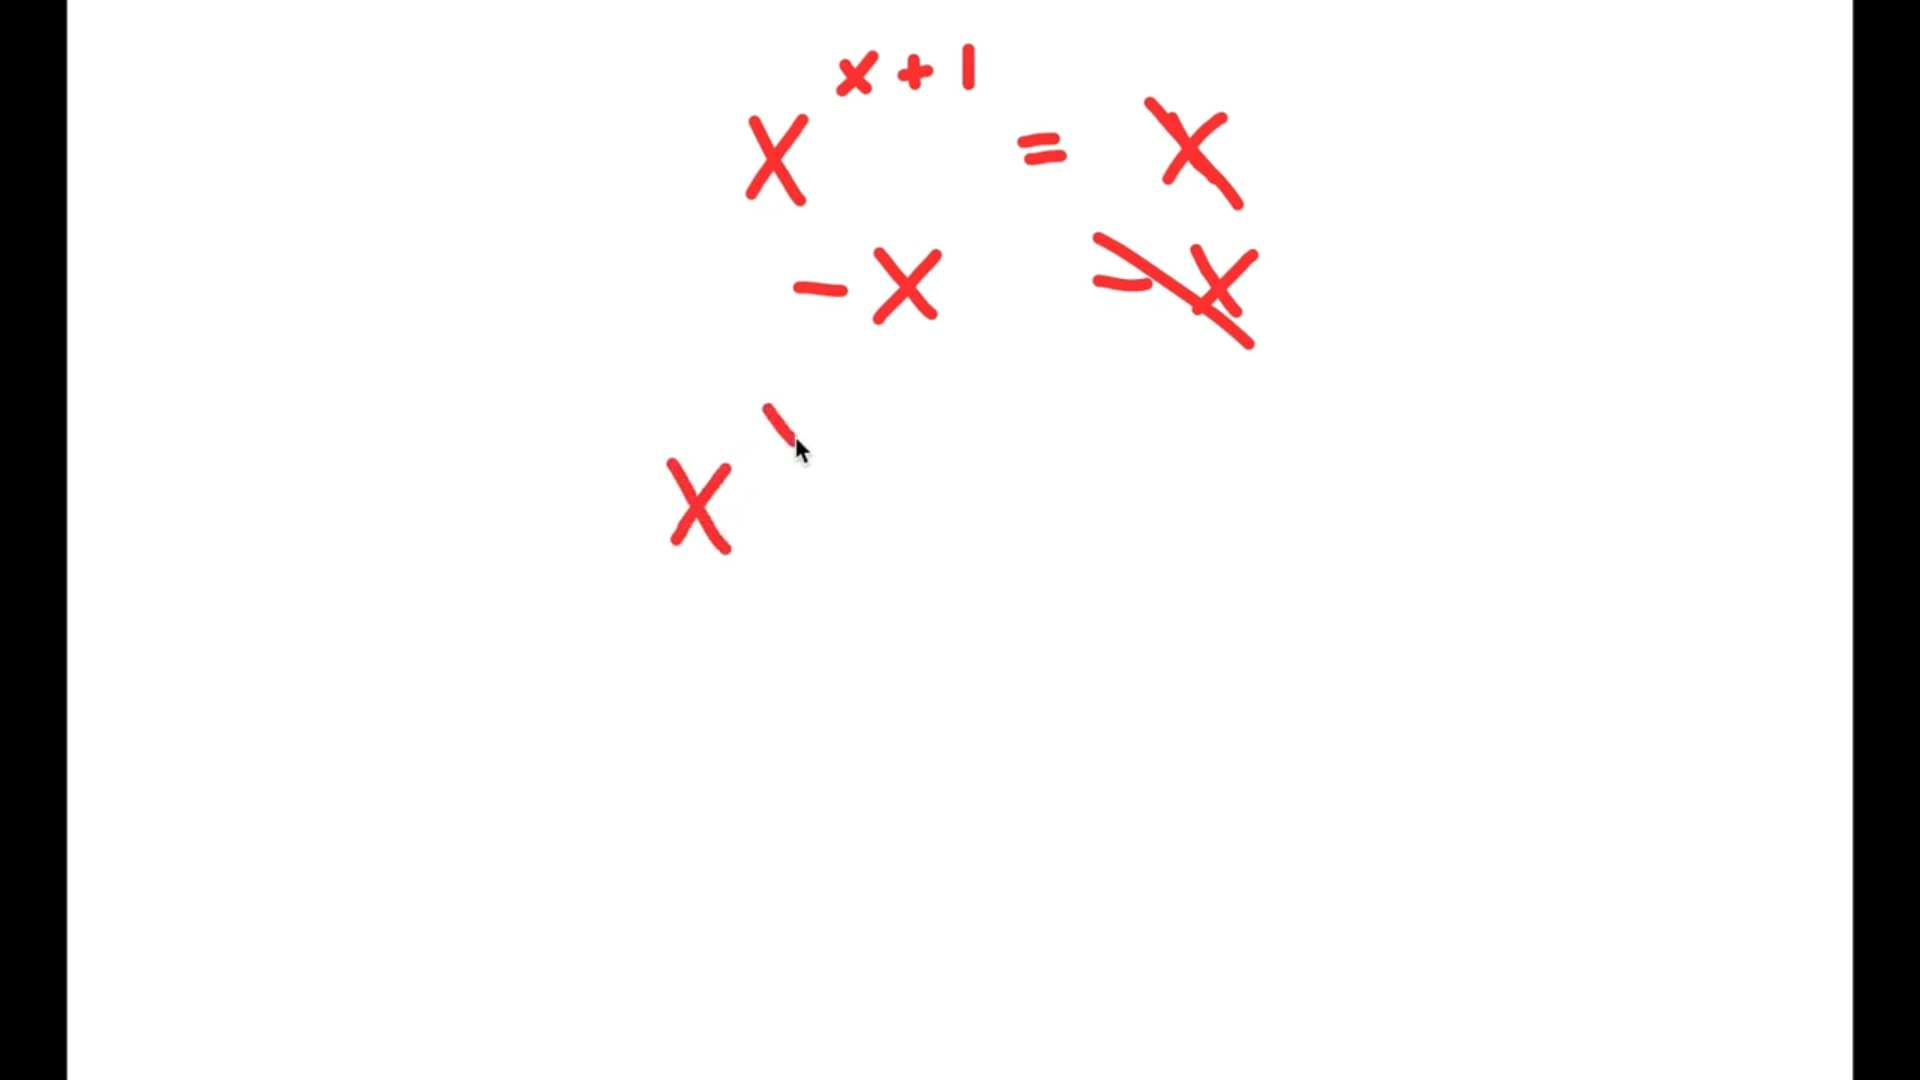 x^{x+1} = x
- x - x
x